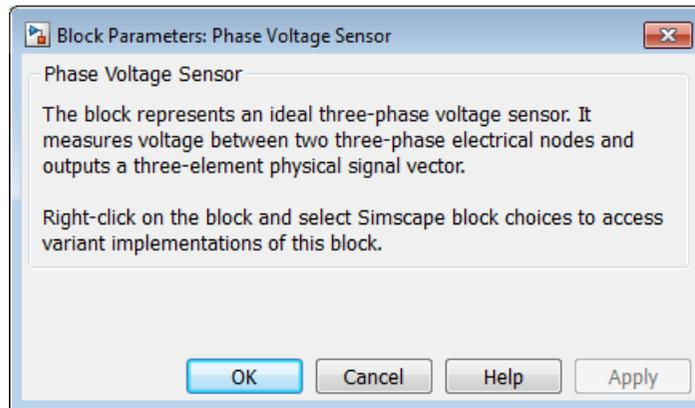 Block Parameters: Phase Voltage Sensor
Phase Voltage Sensor
The block represents an ideal three-phase voltage sensor. It
measures voltage between two three-phase electrical nodes and
outputs a three-element physical signal vector.
Right-click on the block and select Simscape block choices to access
variant implementations of this block.
OK
Cancel
Help
Apply